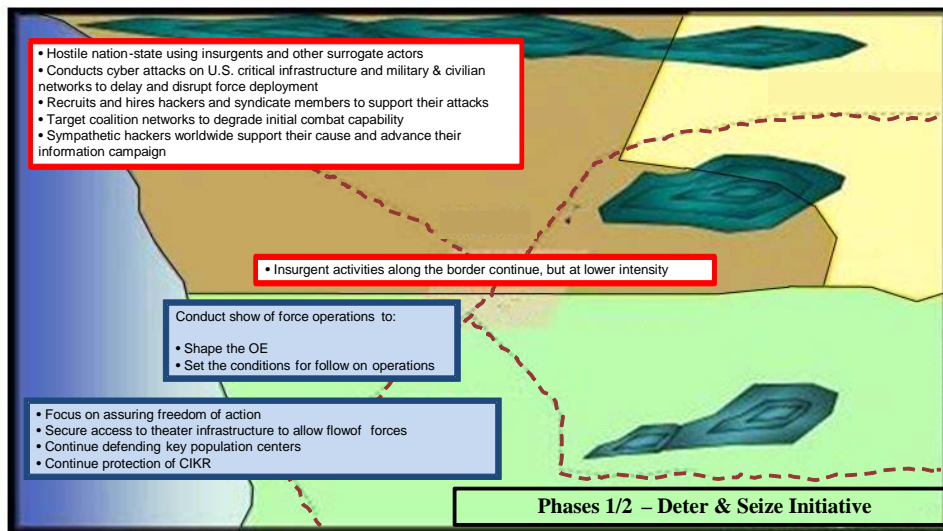 • Hostile nation-state using insurgents and other surrogate actors
• Conducts cyber attacks on U.S. critical infrastructure and military & civilian
networks to delay and disrupt force deployment
• Recruits and hires hackers and syndicate members to support their attacks
• Target coalition networks to degrade initial combat capability
• Sympathetic hackers worldwide support their cause and advance their
information campaign
• Insurgent activities along the border continue, but at lower intensity
Conduct show of force operations to:
• Shape the OE
• Set the conditions for follow on operations
• Focus on assuring freedom of action
• Secure access to theater infrastructure to allow flowof forces
• Continue defending key population centers
• Continue protection of CIKR
Phases 1/2 – Deter & Seize Initiative